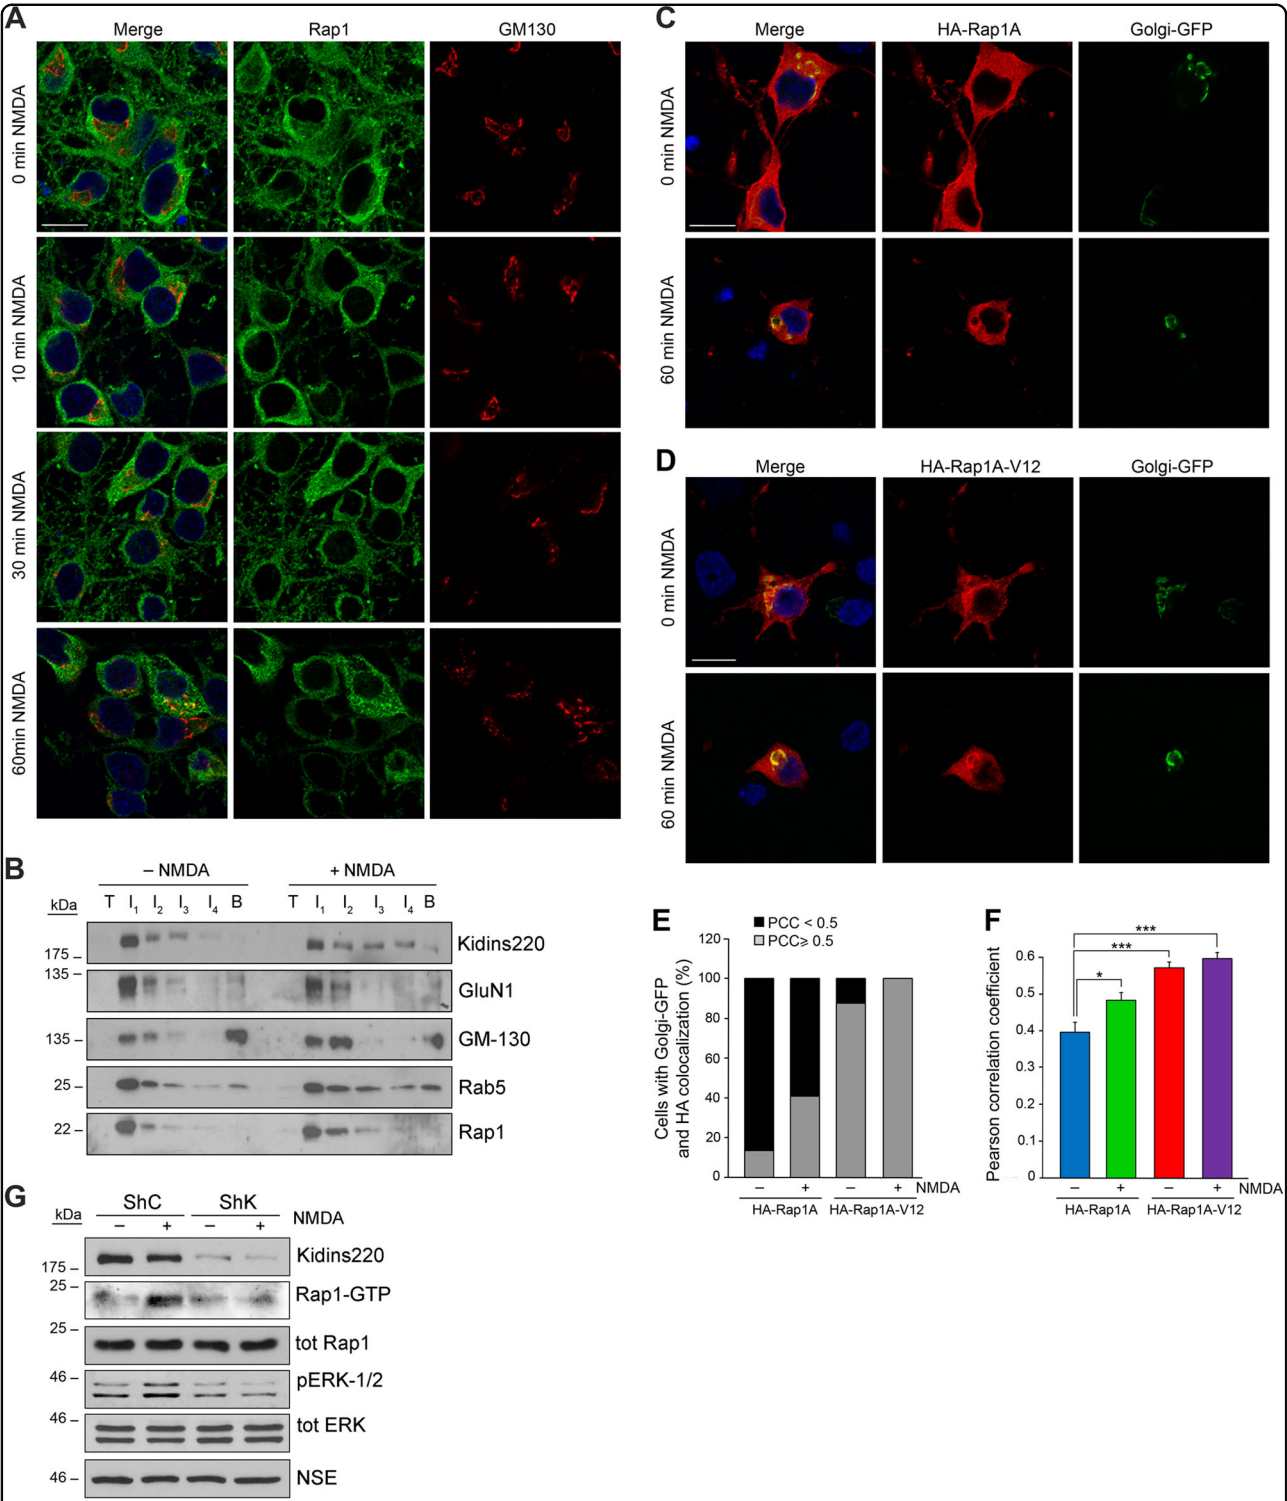 A
Merge Rap1 GM130
0 min NMDA
10 min NMDA
30 min NMDA
60min NMDA
C
Merge HA-Rap1A Golgi-GFP
0 min NMDA
60 min NMDA
D
Merge HA-Rap1A-V12 Golgi-GFP
0 min NMDA
60 min NMDA
B
– NMDA + NMDA
kDa T I1 I2 I3 I4 B T I1 I2 I3 I4 B
175 – Kidins220
135 – GluN1
135 – GM-130
25 – Rab5
22 – Rap1
E
PCC < 0.5
PCC≥ 0.5
Cells with Golgi-GFP
and HA colocalization (%)
120
100
80
60
40
20
0
– + – + NMDA
HA-Rap1A HA-Rap1A-V12
F
Pearson correlation coefficient
***
***
*
0.6
0.5
0.4
0.3
0.2
0.1
0
– + – + NMDA
HA-Rap1A HA-Rap1A-V12
G
ShC ShK
kDa – + – + NMDA
175 – Kidins220
25 – Rap1-GTP
25 – tot Rap1
46 – pERK-1/2
46 – tot ERK
46 – NSE